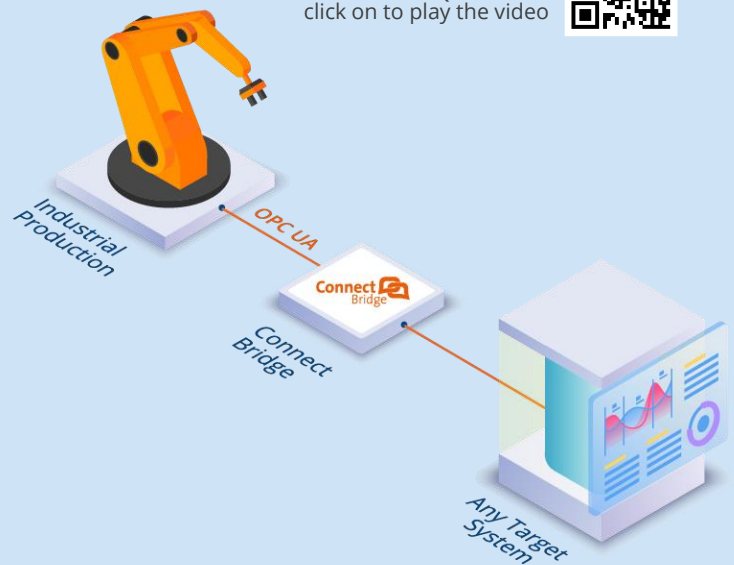 click on to play the video
Industrial
Production
OPC UA
Connect
Bridge
Connect
Bridge
Any Target
System